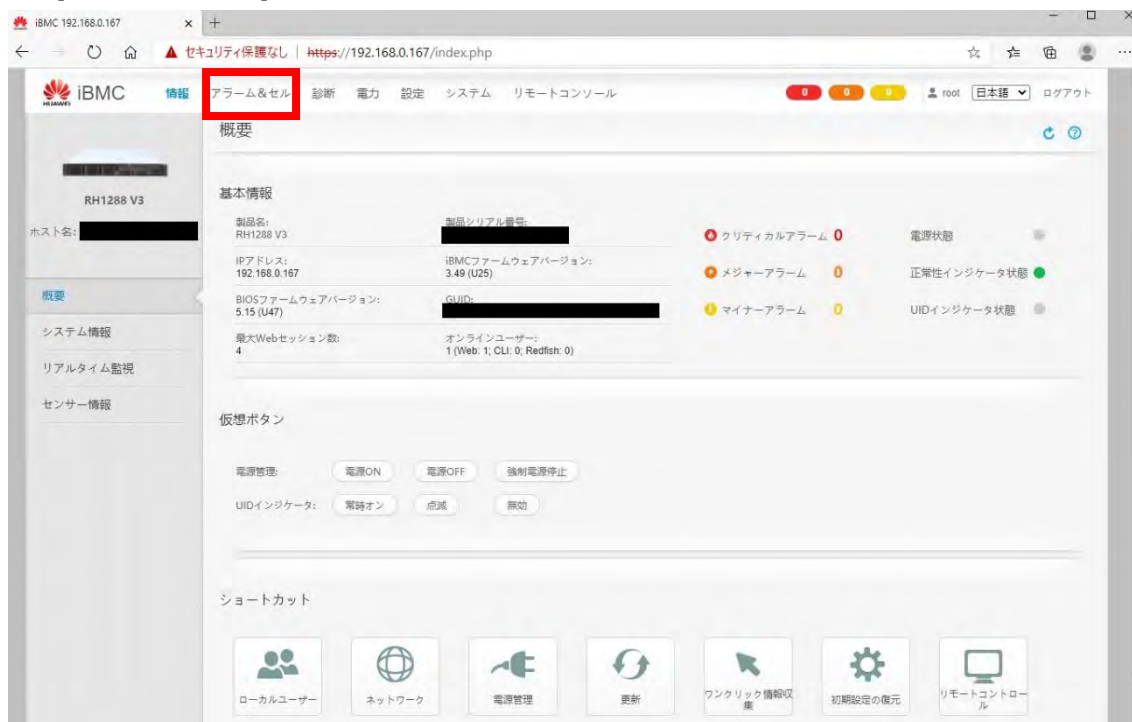 iBMC 192.168.0.167
セキュリティ保護なし | https://192.168.0.167/index.php
HUAWEI iBMC 情報 アラーム&セル 診断 電力 設定 システム リモートコンソール 0 0 0 root 日本語 ログアウト
概要
RH1288 V3
ホスト名:
概要
システム情報
リアルタイム監視
センサー情報
基本情報
製品名: 製品シリアル番号:
RH1288 V3
クリティカルアラーム 0 電源状態
IPアドレス: iBMCファームウェアバージョン:
192.168.0.167 3.49 (U25)
メジャーアラーム 0 正常性インジケータ状態
BIOSファームウェアバージョン: GUID:
5.15 (U47)
マイナーアラーム 0 UIDインジケータ状態
最大Webセッション数: オンラインユーザー:
4 1 (Web: 1; CLI: 0; Redfish: 0)
仮想ボタン
電源管理: 電源ON 電源OFF 強制電源停止
UIDインジケータ: 常時オン 点滅 無効
ショートカット
ローカルユーザー ネットワーク 電源管理 更新 ワンクリック情報収集 初期設定の復元 リモートコントロール